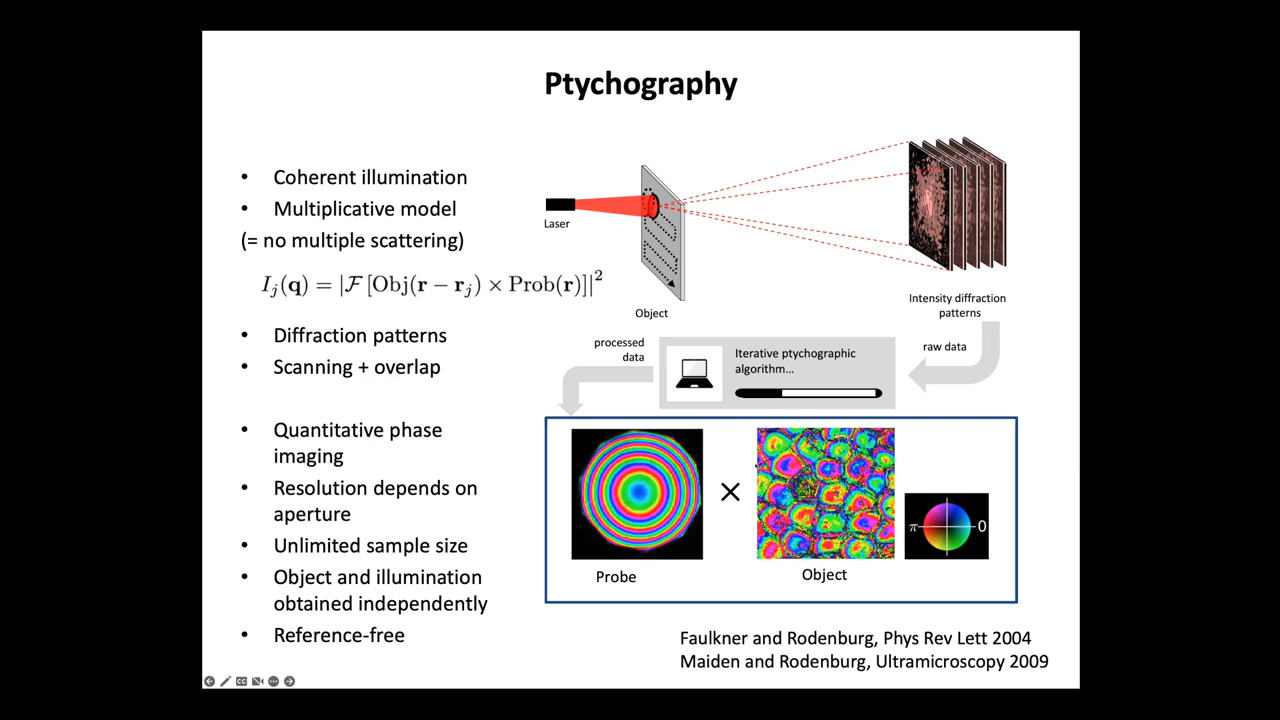 Ptychography
• Coherent illumination
• Multiplicative model
(= no multiple scattering)
I_j(𝐪) = |ℱ [Obj(𝐫 − 𝐫_j) × Prob(𝐫)]|²
• Diffraction patterns
• Scanning + overlap
• Quantitative phase
imaging
• Resolution depends on
aperture
• Unlimited sample size
• Object and illumination
obtained independently
• Reference-free
Laser
Object
Intensity diffraction
patterns
raw data
Iterative ptychographic
algorithm...
processed
data
Probe
×
Object
π 0
Faulkner and Rodenburg, Phys Rev Lett 2004
Maiden and Rodenburg, Ultramicroscopy 2009
CC